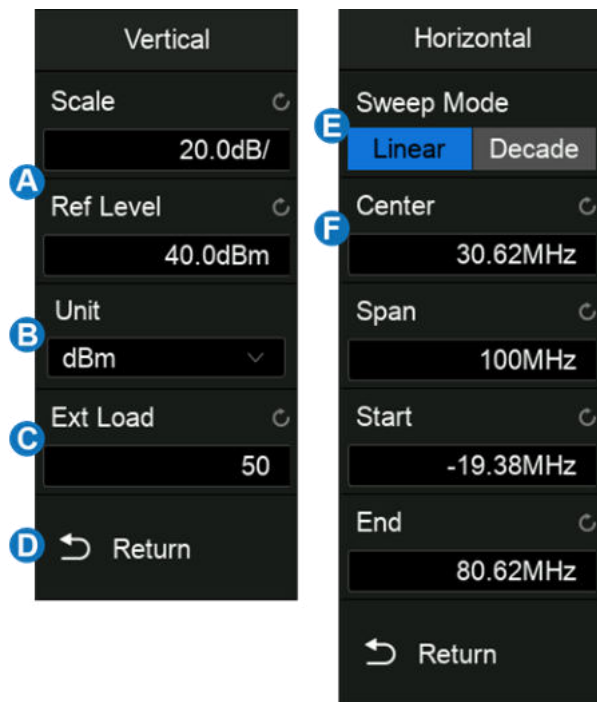 Vertical
Scale
20.0dB/
A
Ref Level
40.0dBm
Unit
B
dBm
Ext Load
C
50
D
Return
Horizontal
Sweep Mode
E
Linear Decade
Center
F
30.62MHz
Span
100MHz
Start
-19.38MHz
End
80.62MHz
Return